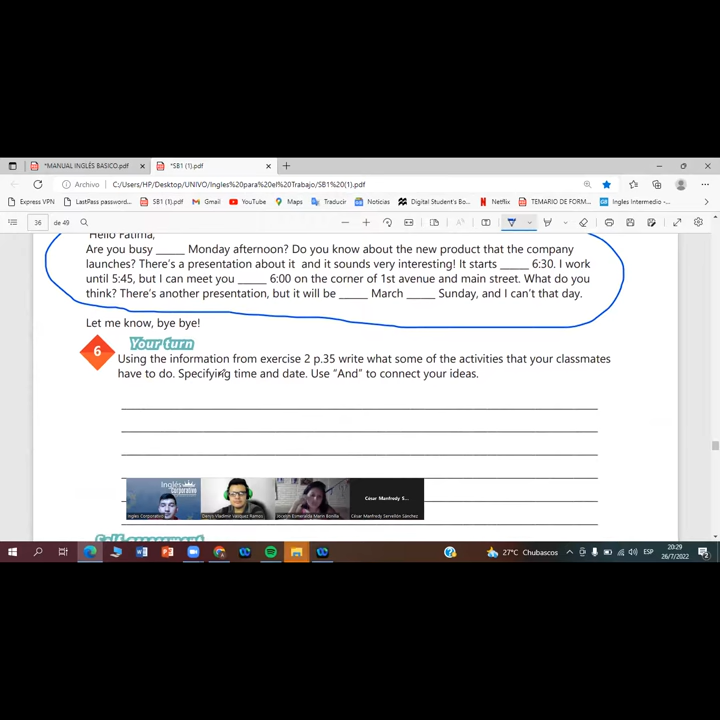 *MANUAL INGLÉS BASICO.pdf
*SB1 (1).pdf
Archivo
C:/Users/HP/Desktop/UNIVO/Ingles%20para%20el%20Trabajo/SB1%20(1).pdf
Express VPN
LastPass password...
SB1 (1).pdf
Gmail
YouTube
Maps
Traducir
Noticias
Digital Student's Bo...
Netflix
TEMARIO DE FORM...
Ingles Intermedio -...
36 de 49
Hello Fatima,
Are you busy _____ Monday afternoon? Do you know about the new product that the company
launches? There's a presentation about it and it sounds very interesting! It starts _____ 6:30. I work
until 5:45, but I can meet you _____ 6:00 on the corner of 1st avenue and main street. What do you
think? There's another presentation, but it will be _____ March _____ Sunday, and I can't that day.
Let me know, bye bye!
Your turn
6
Using the information from exercise 2 p.35 write what some of the activities that your classmates
have to do. Specifying time and date. Use “And” to connect your ideas.
Inglés
Corporativo
César Manfredy S...
Inglés Corporativo
Jocelyn Esmeralda Marin Bonilla
César Manfredy Servellón Sánchez
Self-assessment
27°C Chubascos
ESP
20:29
26/7/2022
2